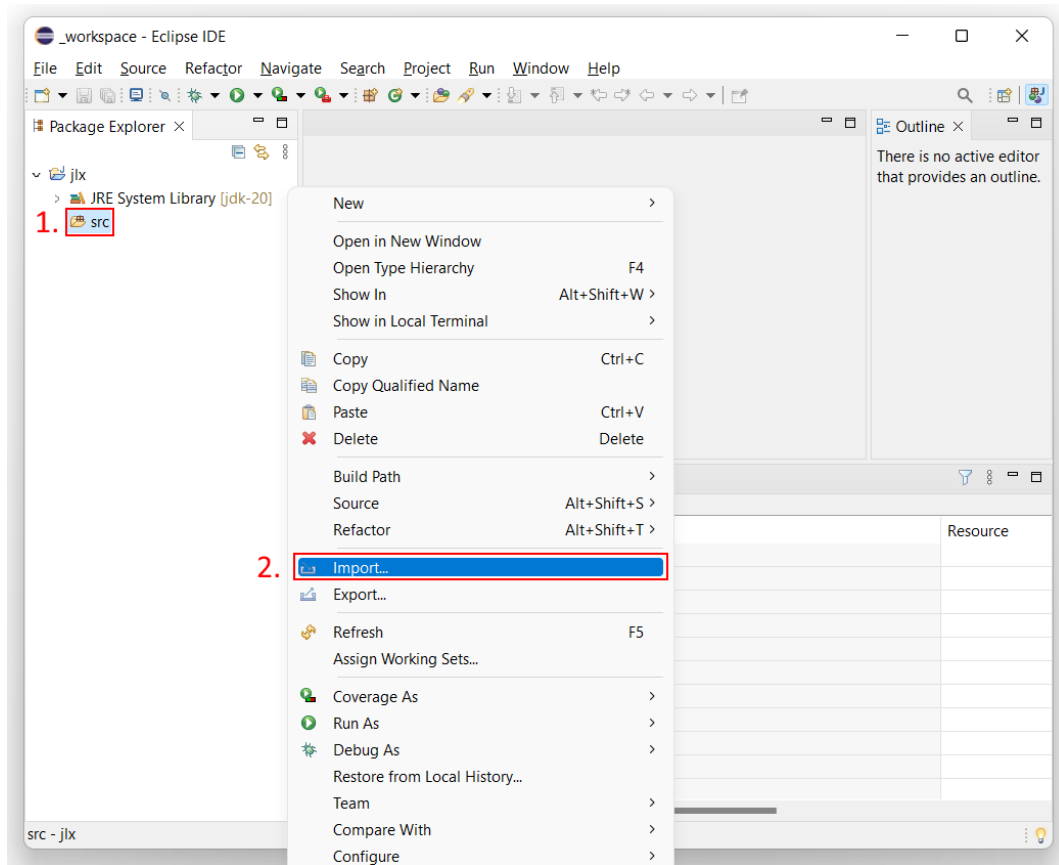 _workspace - Eclipse IDE
File Edit Source Refactor Navigate Search Project Run Window Help
Package Explorer
Outline
There is no active editor
that provides an outline.
jlx
JRE System Library [jdk-20]
1. src
New
Open in New Window
Open Type Hierarchy F4
Show In Alt+Shift+W
Show in Local Terminal
Copy Ctrl+C
Copy Qualified Name
Paste Ctrl+V
Delete Delete
Build Path
Source Alt+Shift+S
Refactor Alt+Shift+T
Resource
2. Import...
Export...
Refresh F5
Assign Working Sets...
Coverage As
Run As
Debug As
Restore from Local History...
Team
Compare With
Configure
src - jlx